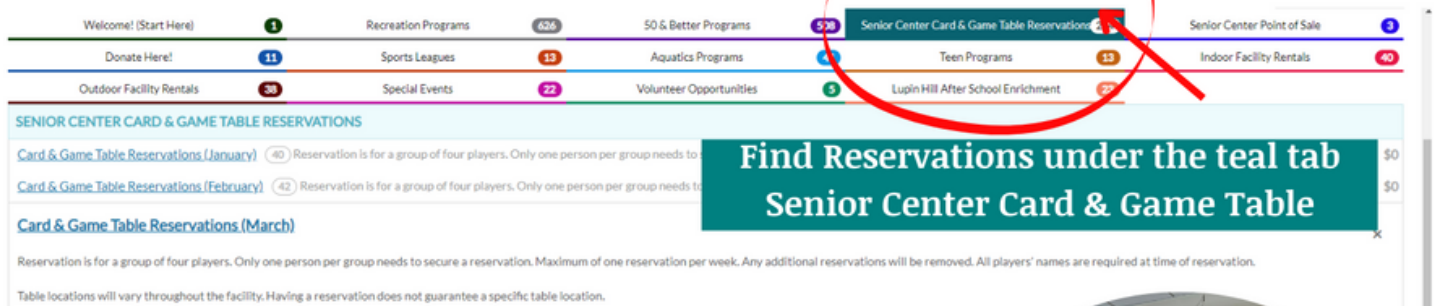 Welcome! (Start Here) 1 Recreation Programs 626 50 & Better Programs 508 Senior Center Card & Game Table Reservations Senior Center Point of Sale 3
Donate Here! 11 Sports Leagues 13 Aquatics Programs Teen Programs 13 Indoor Facility Rentals 40
Outdoor Facility Rentals 38 Special Events 22 Volunteer Opportunities 5 Lupin Hill After School Enrichment
SENIOR CENTER CARD & GAME TABLE RESERVATIONS
Card & Game Table Reservations (January) 40 Reservation is for a group of four players. Only one person per group needs to $0
Card & Game Table Reservations (February) 42 Reservation is for a group of four players. Only one person per group needs to $0
Find Reservations under the teal tab
Senior Center Card & Game Table
Card & Game Table Reservations (March)
×
Reservation is for a group of four players. Only one person per group needs to secure a reservation. Maximum of one reservation per week. Any additional reservations will be removed. All players' names are required at time of reservation.
Table locations will vary throughout the facility. Having a reservation does not guarantee a specific table location.